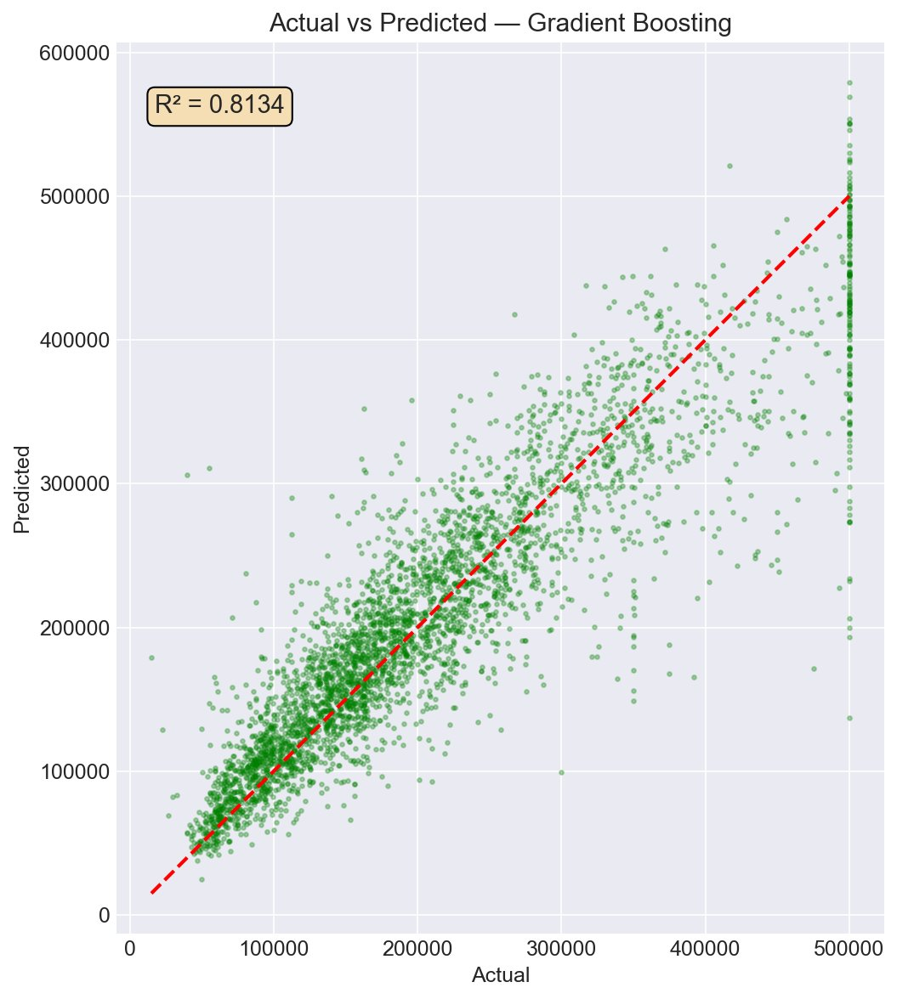 Actual vs Predicted — Gradient Boosting
600000
R² = 0.8134
500000
400000
300000
200000
100000
0
Predicted
0 100000 200000 300000 400000 500000
Actual